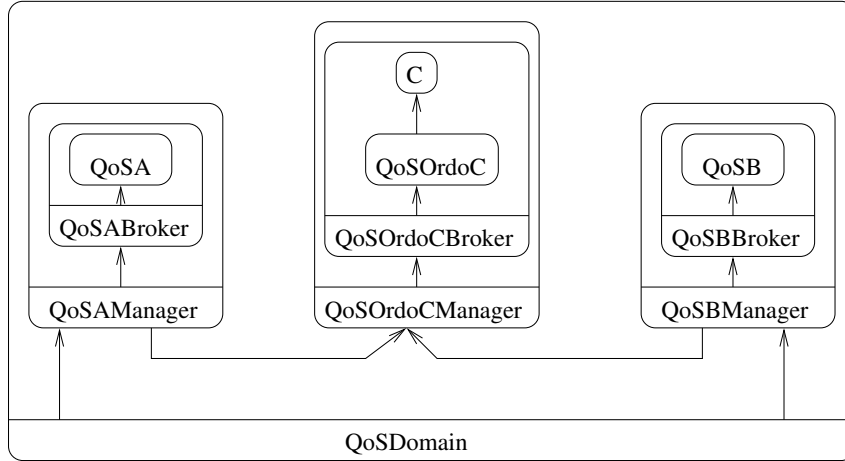 C
QoSA
QoSOrdoC
QoSB
QoSABroker
QoSOrdoCBroker
QoSBBroker
QoSAManager
QoSOrdoCManager
QoSBManager
QoSDomain